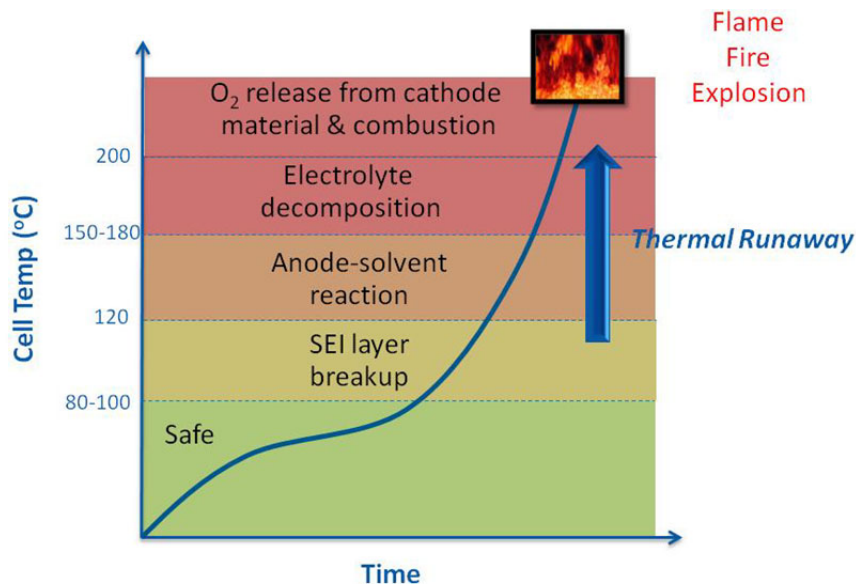 Flame
Fire
Explosion
O₂ release from cathode
material & combustion
200
Electrolyte
decomposition
150-180
Thermal Runaway
Anode-solvent
reaction
120
SEI layer
breakup
80-100
Safe
Cell Temp (°C)
Time